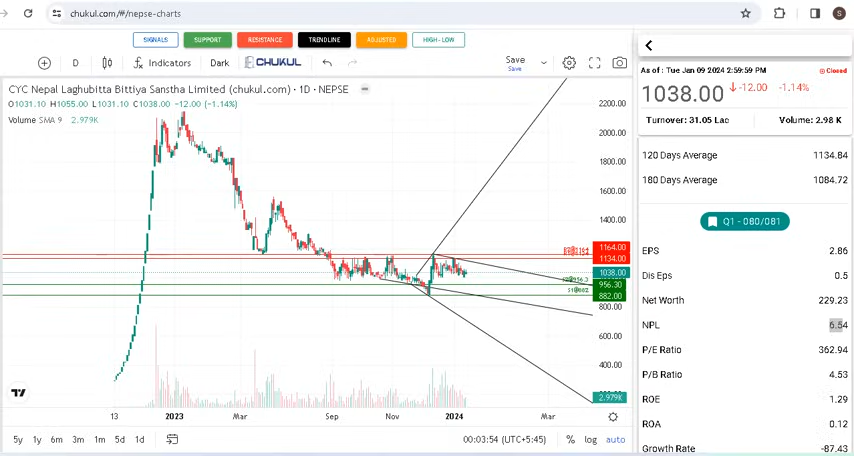 chukul.com/#/nepse-charts
S
SIGNALS SUPPORT RESISTANCE TRENDLINE ADJUSTED HIGH-LOW
D Indicators Dark CHUKUL Save
Save
CYC Nepal Laghubitta Bittiya Sanstha Limited (chukul.com) · 1D · NEPSE
O1031.10 H1055.00 L1031.10 C1038.00 −12.00 (−1.14%)
Volume SMA 9 2.979K
2200.00
2000.00
1800.00
1600.00
1400.00
1164.00
1134.00
1038.00
956.30
882.00
800.00
600.00
400.00
2.979K
13 2023 Mar Sep Nov 2024 Mar
5y 1y 6m 3m 1m 5d 1d 00:03:54 (UTC+5:45) % log auto
As of : Tue Jan 09 2024 2:59:59 PM Closed
1038.00 -12.00 -1.14%
Turnover: 31.05 Lac Volume: 2.98 K
120 Days Average 1134.84
180 Days Average 1084.72
Q1 - 080/081
EPS 2.86
Dis Eps 0.5
Net Worth 229.23
NPL 6.54
P/E Ratio 362.94
P/B Ratio 4.53
ROE 1.29
ROA 0.12
Growth Rate -87.43